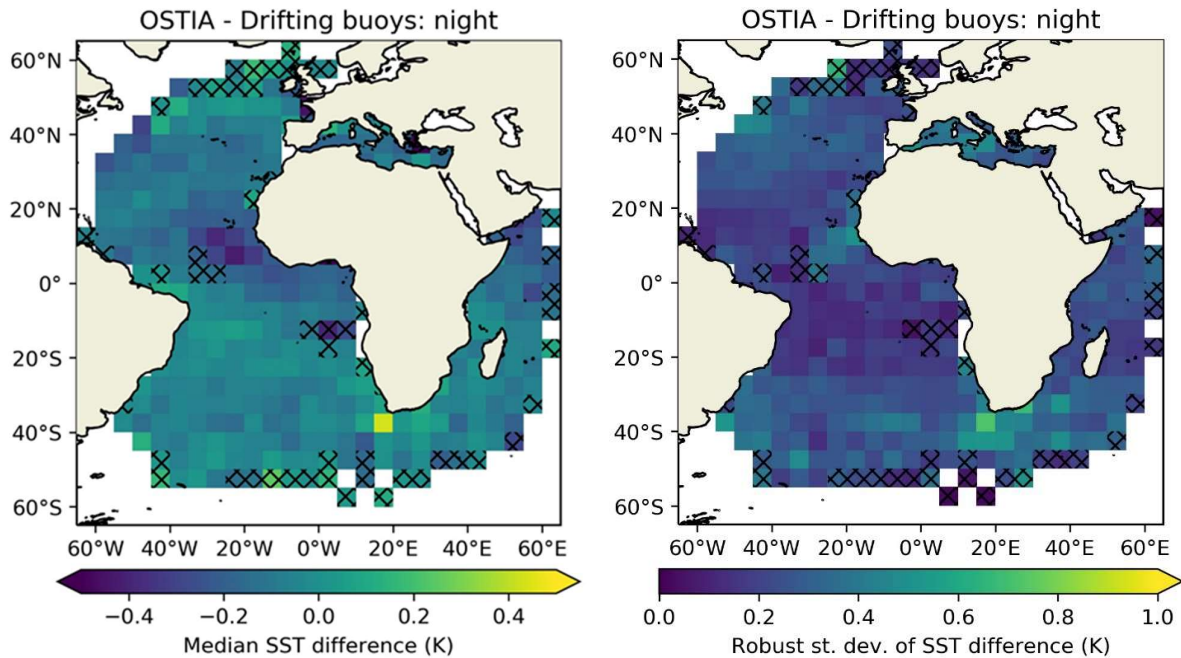 OSTIA - Drifting buoys: night
60°N
40°N
20°N
0°
20°S
40°S
60°S
60°W 40°W 20°W 0°W 20°E 40°E 60°E
−0.4 −0.2 0.0 0.2 0.4
Median SST difference (K)
OSTIA - Drifting buoys: night
60°N
40°N
20°N
0°
20°S
40°S
60°S
60°W 40°W 20°W 0°W 20°E 40°E 60°E
0.0 0.2 0.4 0.6 0.8 1.0
Robust st. dev. of SST difference (K)